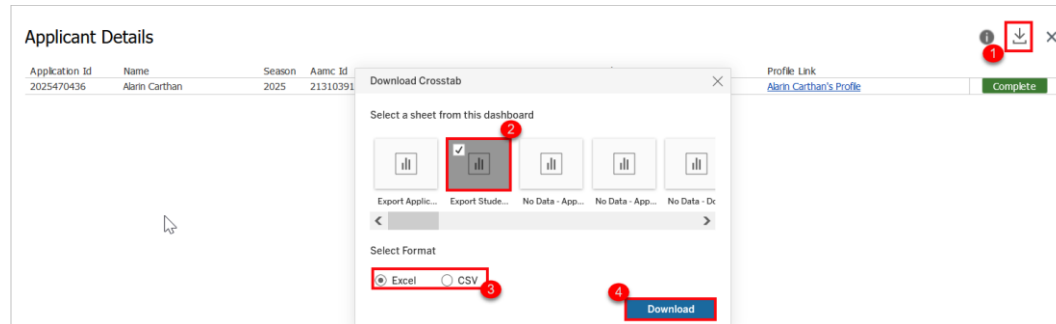 Applicant Details
1
Application Id Name Season Aamc Id Profile Link
2025470436 Alarin Carthan 2025 21310391 Alarin Carthan's Profile Complete
Download Crosstab
Select a sheet from this dashboard
2
Export Applic... Export Stude... No Data - App... No Data - App... No Data - Dc
Select Format
Excel CSV
3
4
Download